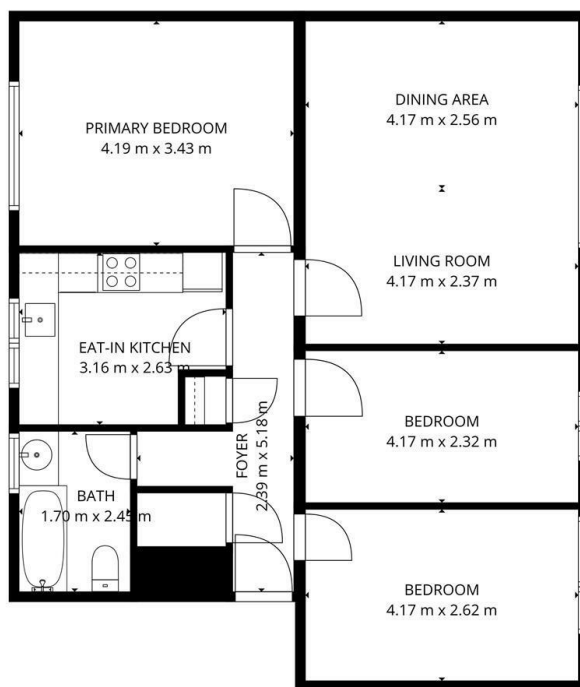 PRIMARY BEDROOM
4.19 m x 3.43 m
DINING AREA
4.17 m x 2.56 m
LIVING ROOM
4.17 m x 2.37 m
EAT-IN KITCHEN
3.16 m x 2.63 m
FOYER
2.39 m x 5.18 m
BEDROOM
4.17 m x 2.32 m
BATH
1.70 m x 2.45 m
BEDROOM
4.17 m x 2.62 m